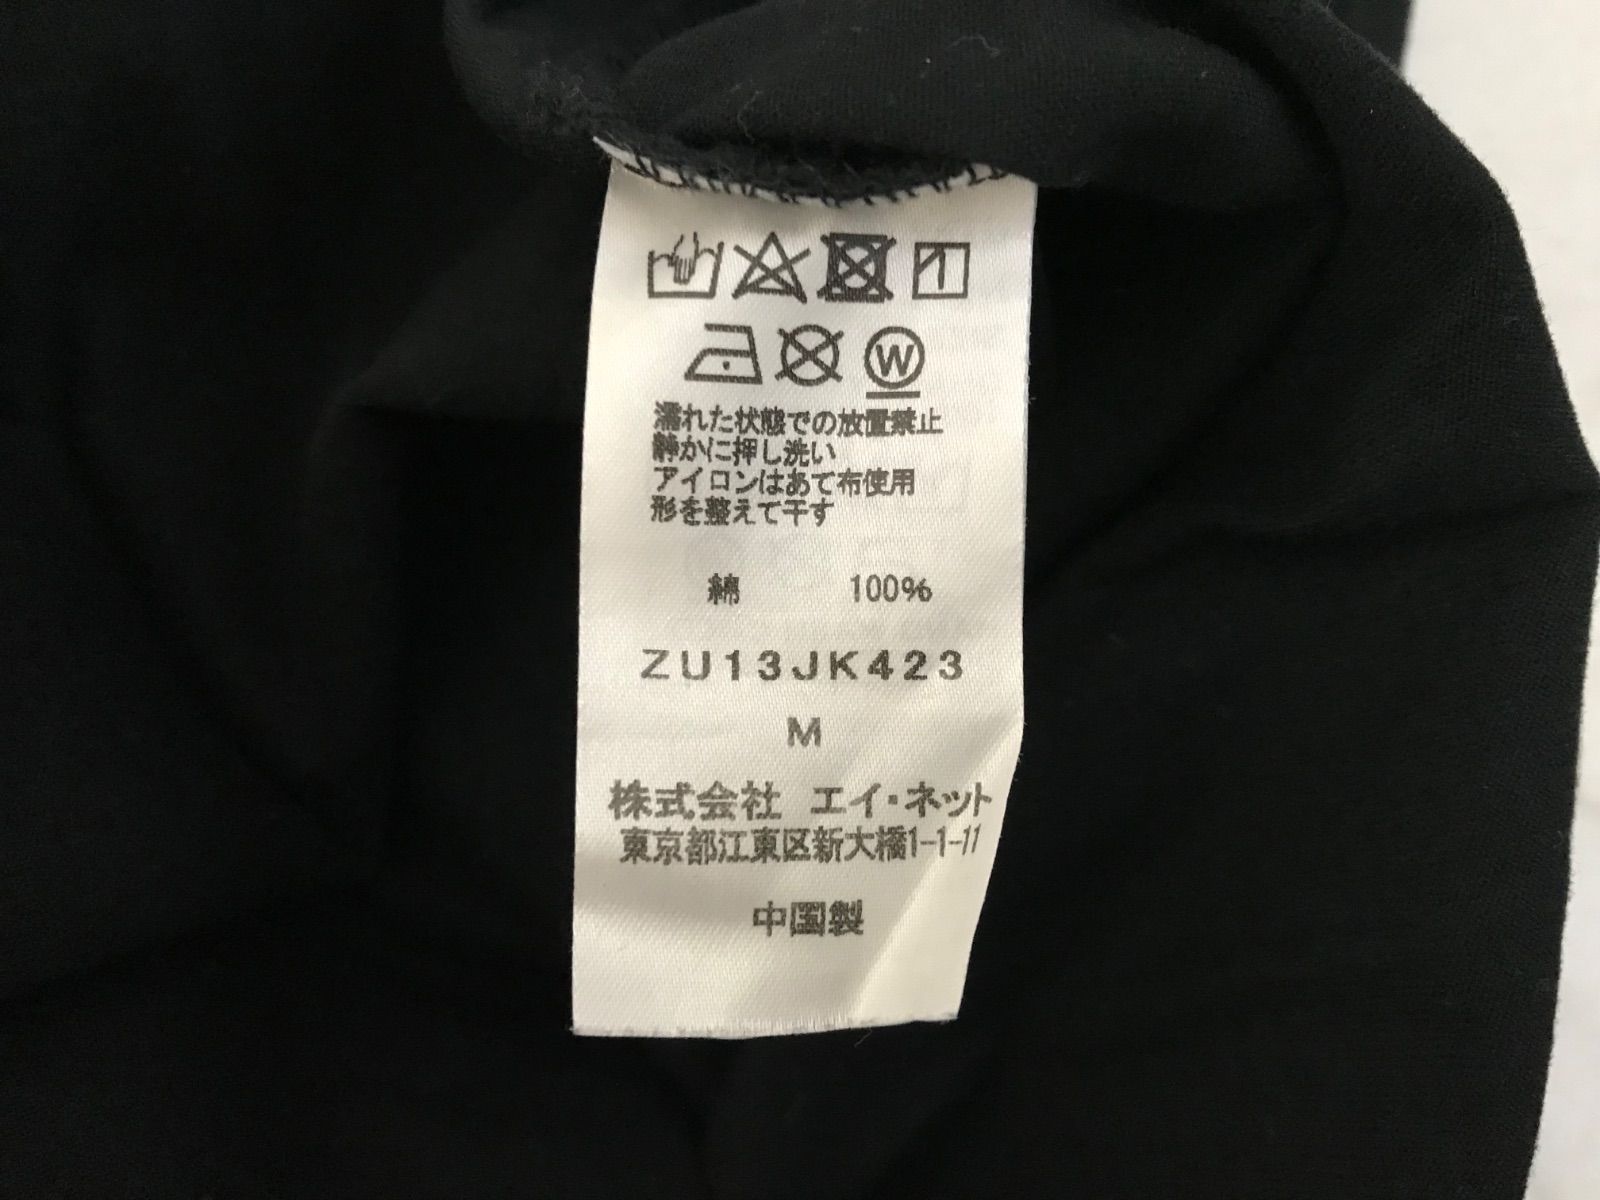 W
濡れた状態での放置禁止
静かに押し洗い
アイロンはあて布使用
形を整えて干す
綿 100%
ZU13JK423
M
株式会社 エイ・ネット
東京都江東区新大橋1-1-11
中国製